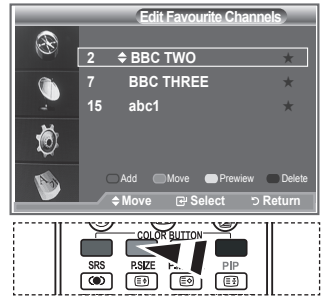 Edit Favourite Channels
2 BBC TWO
7 BBC THREE
15 abc1
Add Move Prewiew Delete
Move Select Return
COLOR BUTTON
SRS P.SIZE PIP